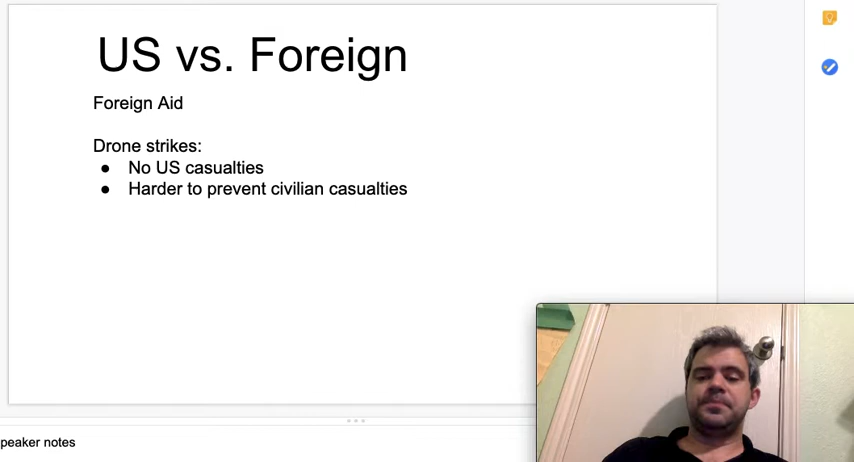 US vs. Foreign
Foreign Aid
Drone strikes:
● No US casualties
● Harder to prevent civilian casualties
peaker notes